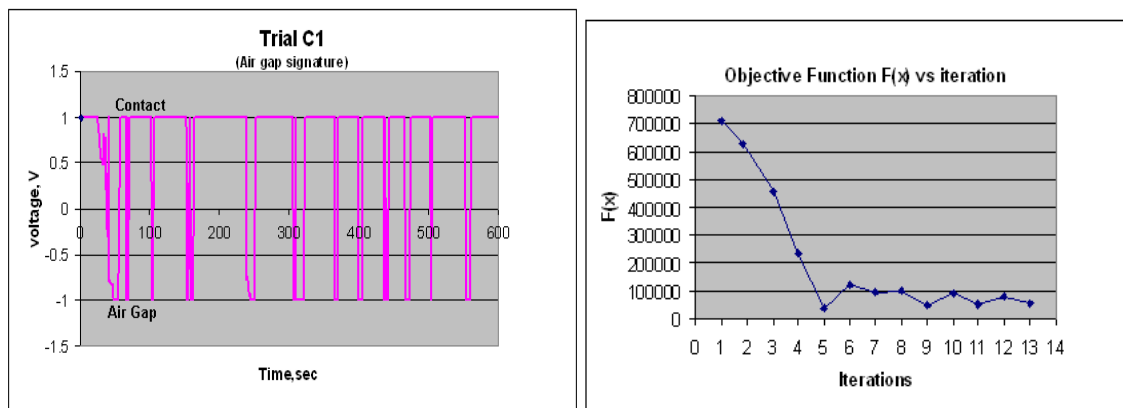 Trial C1
(Air gap signature)
1.5
Contact
1
0.5
0
0 100 200 300 400 500 600
-0.5
-1
Air Gap
-1.5
voltage, V
Time,sec
Objective Function F(x) vs iteration
800000
700000
600000
500000
400000
300000
200000
100000
0
F(x)
0 1 2 3 4 5 6 7 8 9 10 11 12 13 14
Iterations